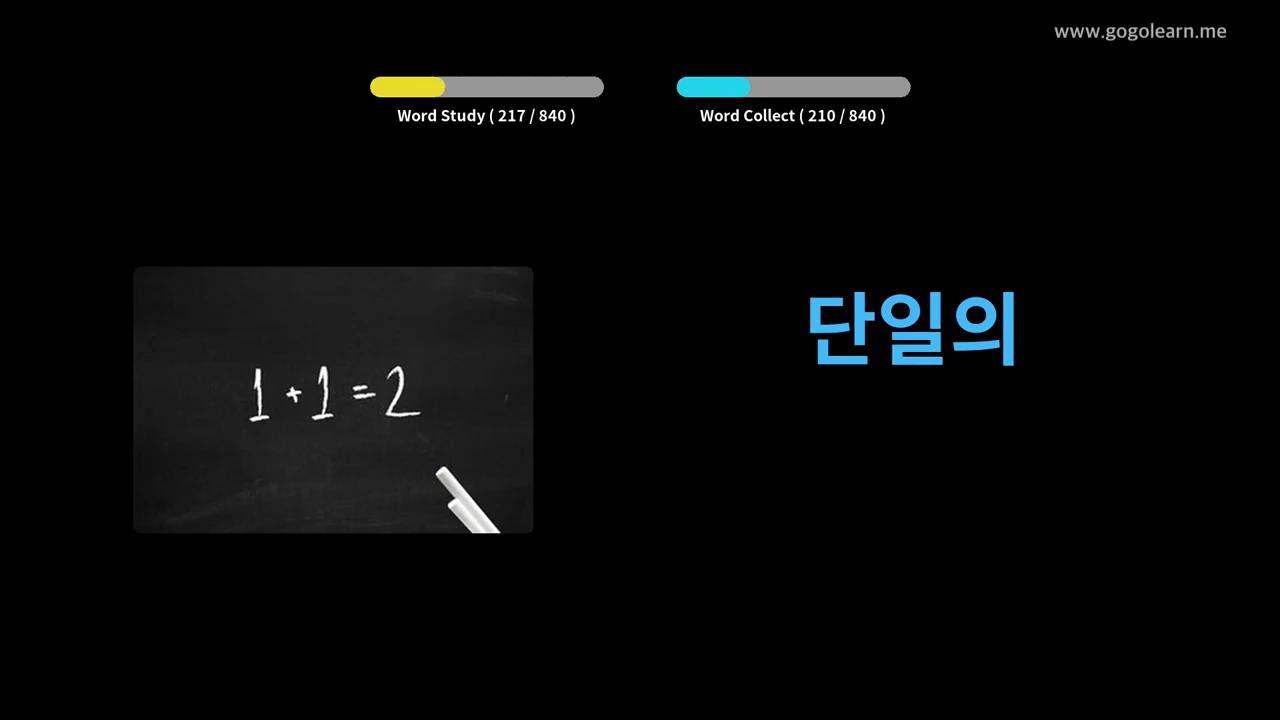 www.gogolearn.me
Word Study ( 217 / 840 )
Word Collect ( 210 / 840 )
단일의
1 + 1 = 2